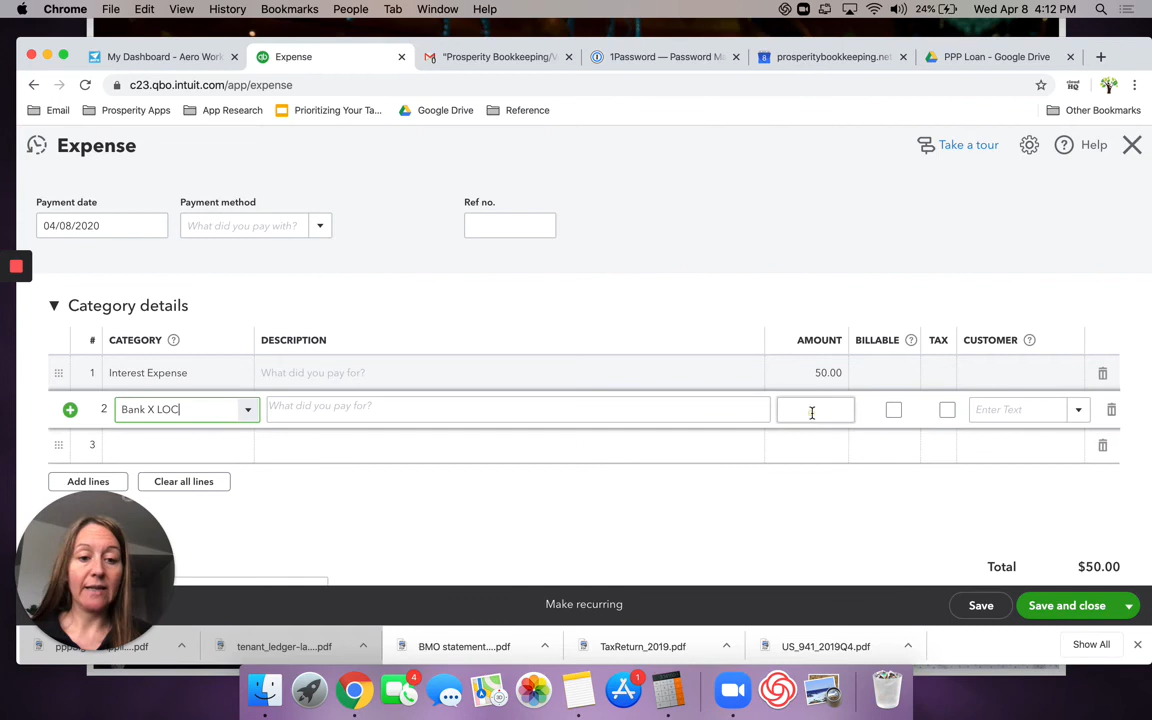 Chrome File Edit View History Bookmarks People Tab Window Help 24% Wed Apr 8 4:12 PM
My Dashboard - Aero Work
Expense
"Prosperity Bookkeeping/V
1Password — Password Ma
prosperitybookkeeping.net
PPP Loan - Google Drive
c23.qbo.intuit.com/app/expense
Email Prosperity Apps App Research Prioritizing Your Ta... Google Drive Reference Other Bookmarks
Expense Take a tour Help
Payment date Payment method Ref no.
04/08/2020 What did you pay with?
Category details
# CATEGORY DESCRIPTION AMOUNT BILLABLE TAX CUSTOMER
1 Interest Expense What did you pay for? 50.00
2 Bank X LOC What did you pay for? Enter Text
3
Add lines Clear all lines
Total $50.00
Make recurring Save Save and close
tenant_ledger-la....pdf BMO statement....pdf TaxReturn_2019.pdf US_941_2019Q4.pdf Show All
4
1